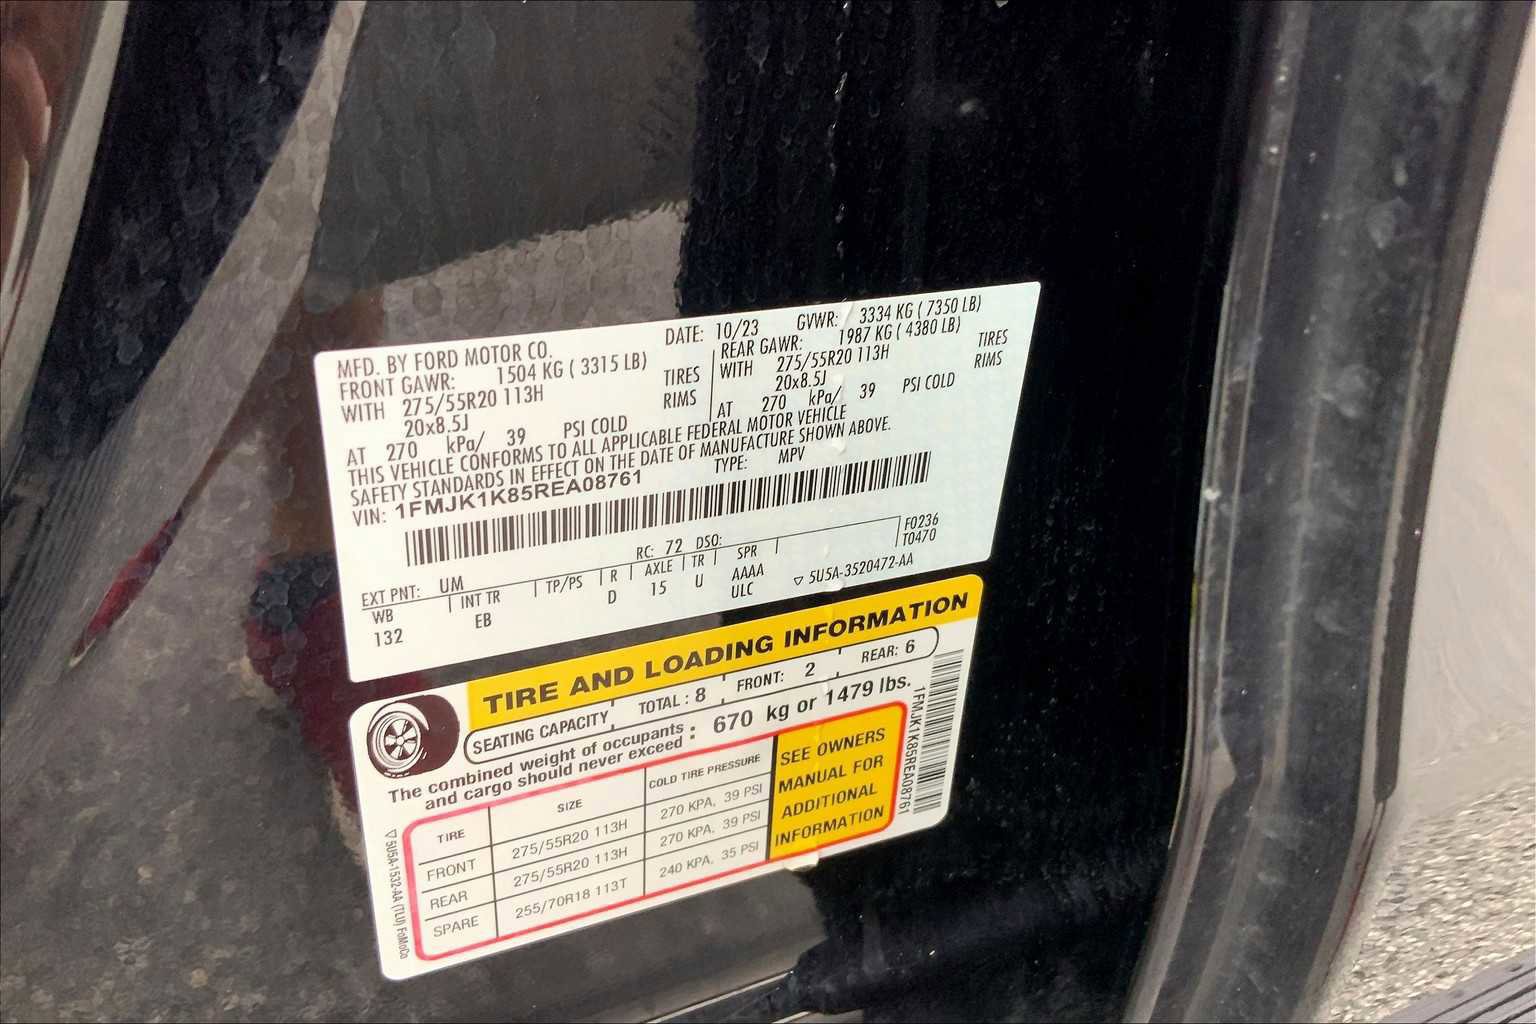 MFD. BY FORD MOTOR CO.
DATE: 10/23 GVWR: 3334 KG ( 7350 LB)
FRONT GAWR: 1504 KG ( 3315 LB)
REAR GAWR: 1987 KG ( 4380 LB)
WITH 275/55R20 113H TIRES
WITH 275/55R20 113H TIRES
20x8.5J RIMS
20x8.5J RIMS
AT 270 kPa/ 39 PSI COLD
AT 270 kPa/ 39 PSI COLD
THIS VEHICLE CONFORMS TO ALL APPLICABLE FEDERAL MOTOR VEHICLE
SAFETY STANDARDS IN EFFECT ON THE DATE OF MANUFACTURE SHOWN ABOVE.
VIN: 1FMJK1K85REA08761 TYPE: MPV
EXT PNT: UM RC: 72 DSO: F0236
T0470
WB INT TR TP/PS R AXLE TR SPR
132 EB D 15 U AAAA
ULC
▽ 5U5A-3520472-AA
TIRE AND LOADING INFORMATION
SEATING CAPACITY TOTAL : 8 FRONT: 2 REAR: 6
The combined weight of occupants
and cargo should never exceed : 670 kg or 1479 lbs.
TIRE SIZE COLD TIRE PRESSURE
FRONT 275/55R20 113H 270 KPA, 39 PSI
REAR 275/55R20 113H 270 KPA, 39 PSI
SPARE 255/70R18 113T 240 KPA, 35 PSI
SEE OWNERS
MANUAL FOR
ADDITIONAL
INFORMATION
1FMJK1K85REA08761
▽ 5U5A-1532-AA (TLU) FoMoCo